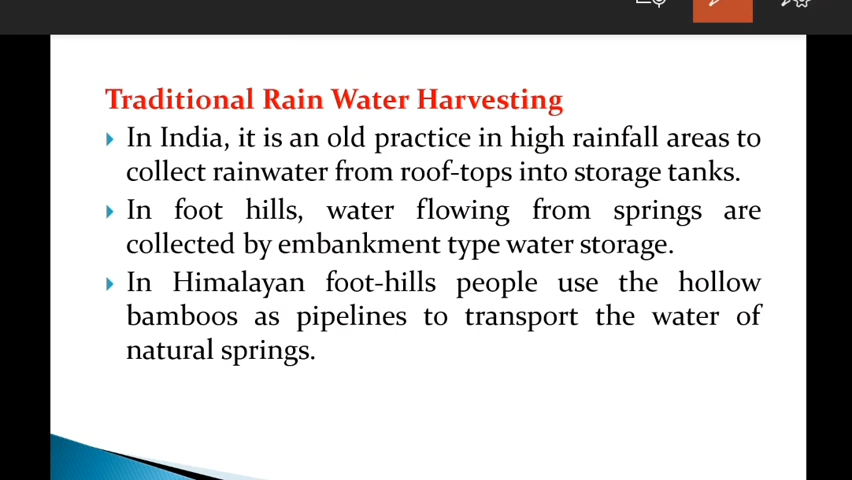 Traditional Rain Water Harvesting
In India, it is an old practice in high rainfall areas to
collect rainwater from roof-tops into storage tanks.
In foot hills, water flowing from springs are
collected by embankment type water storage.
In Himalayan foot-hills people use the hollow
bamboos as pipelines to transport the water of
natural springs.